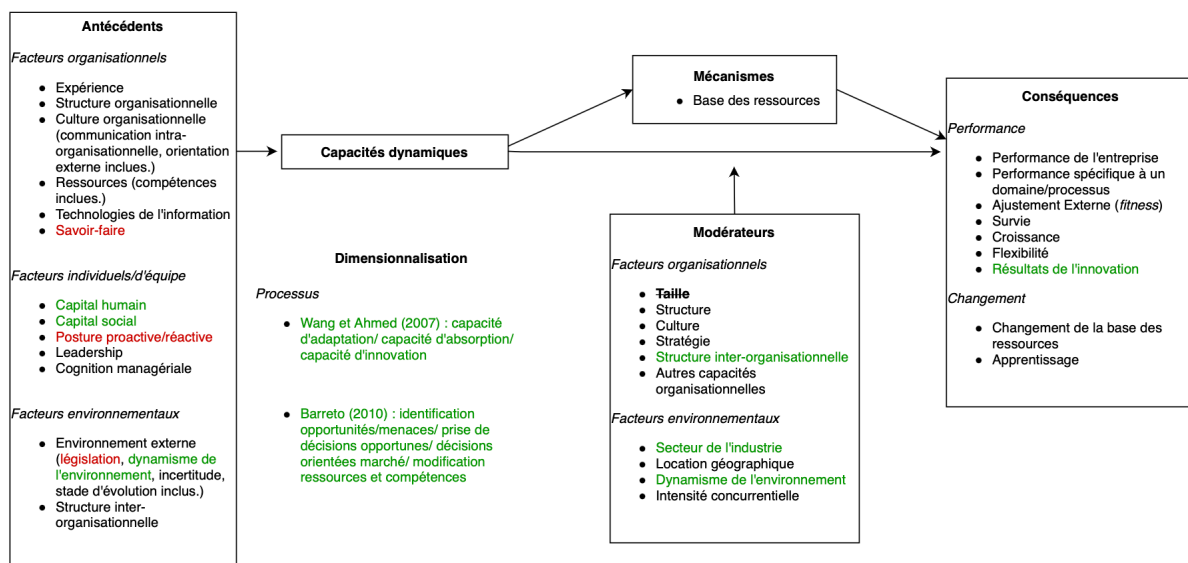 Antécédents
Facteurs organisationnels
● Expérience
● Structure organisationnelle
● Culture organisationnelle
(communication intra-
organisationnelle, orientation
externe inclues.)
● Ressources (compétences
inclues.)
● Technologies de l'information
● Savoir-faire
Facteurs individuels/d'équipe
● Capital humain
● Capital social
● Posture proactive/réactive
● Leadership
● Cognition managériale
Facteurs environnementaux
● Environnement externe
(législation, dynamisme de
l'environnement, incertitude,
stade d'évolution inclus.)
● Structure inter-
organisationnelle
Capacités dynamiques
Dimensionnalisation
Processus
● Wang et Ahmed (2007) : capacité
d'adaptation/ capacité d'absorption/
capacité d'innovation
● Barreto (2010) : identification
opportunités/menaces/ prise de
décisions opportunes/ décisions
orientées marché/ modification
ressources et compétences
Mécanismes
● Base des ressources
Modérateurs
Facteurs organisationnels
● Taille
● Structure
● Culture
● Stratégie
● Structure inter-organisationnelle
● Autres capacités
organisationnelles
Facteurs environnementaux
● Secteur de l'industrie
● Location géographique
● Dynamisme de l'environnement
● Intensité concurrentielle
Conséquences
Performance
● Performance de l'entreprise
● Performance spécifique à un
domaine/processus
● Ajustement Externe (fitness)
● Survie
● Croissance
● Flexibilité
● Résultats de l'innovation
Changement
● Changement de la base des
ressources
● Apprentissage